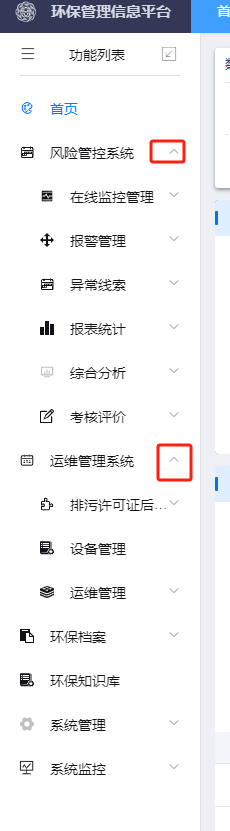 环保管理信息平台
首
功能列表
首页
风险管控系统
在线监控管理
报警管理
异常线索
报表统计
综合分析
考核评价
运维管理系统
排污许可证后...
设备管理
运维管理
环保档案
环保知识库
系统管理
系统监控